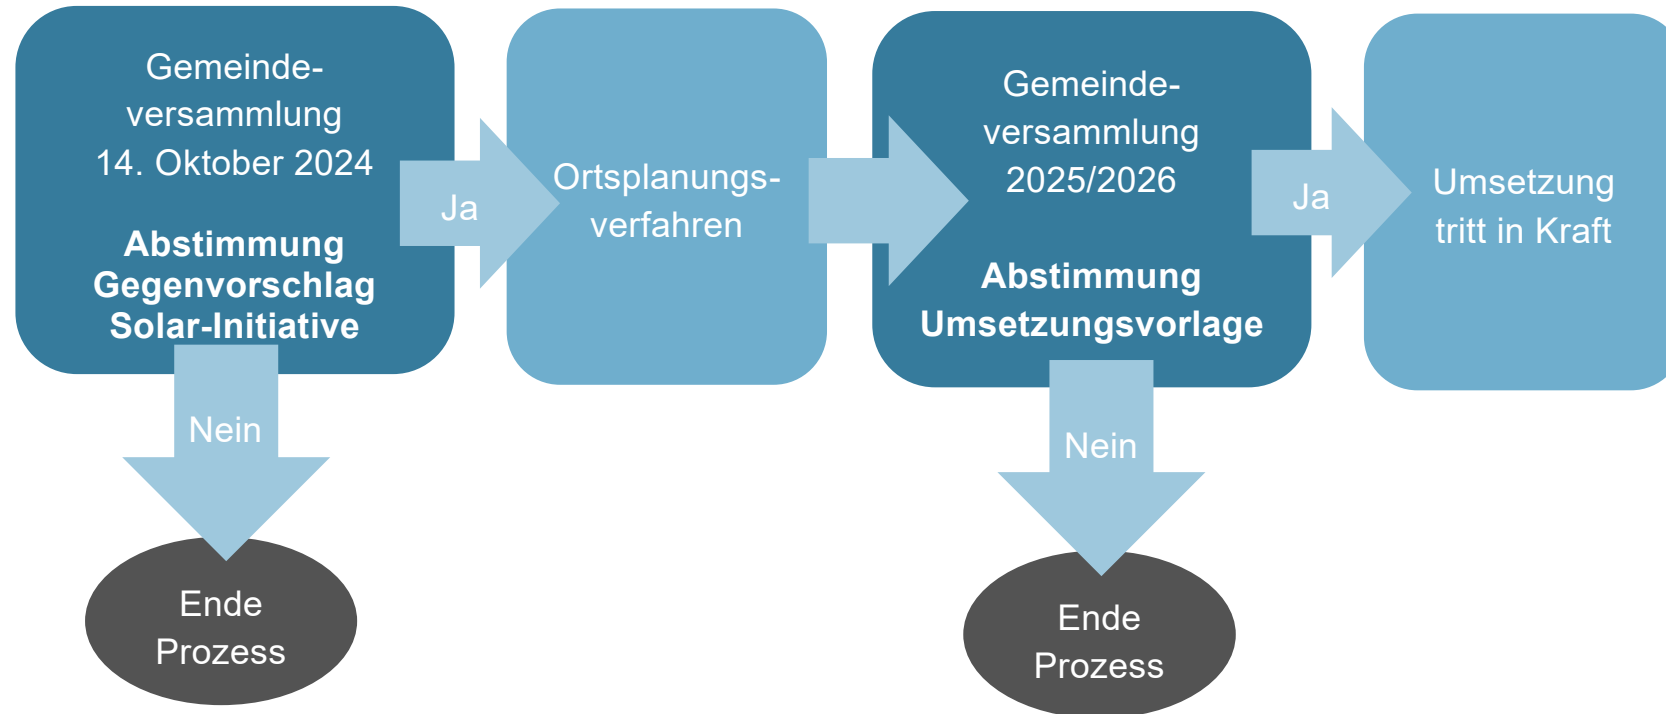 Gemeinde-
versammlung
14. Oktober 2024
Abstimmung
Gegenvorschlag
Solar-Initiative
Ja
Nein
Ende
Prozess
Ortsplanungs-
verfahren
Gemeinde-
versammlung
2025/2026
Abstimmung
Umsetzungsvorlage
Ja
Nein
Ende
Prozess
Umsetzung
tritt in Kraft